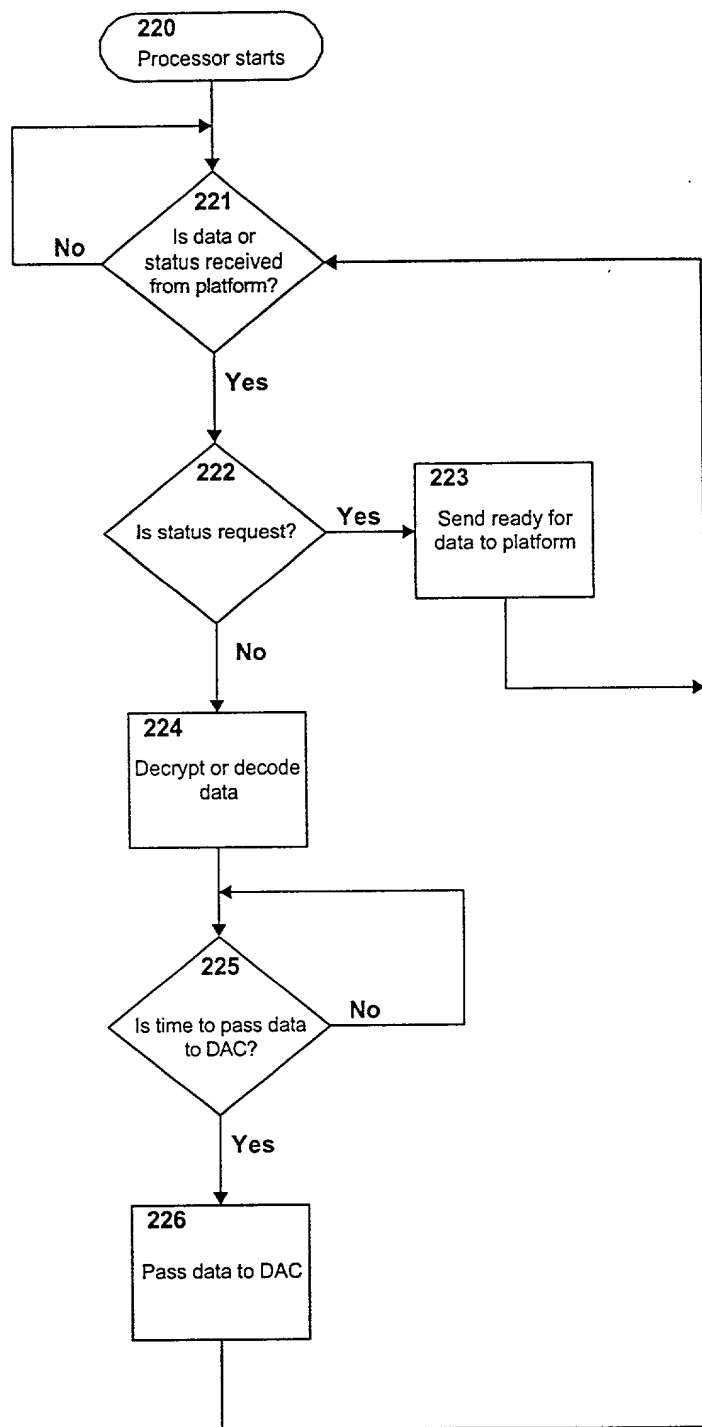 220
Processor starts
221
Is data or
status received
from platform?
No
Yes
222
Is status request?
Yes
223
Send ready for
data to platform
No
224
Decrypt or decode
data
225
Is time to pass data
to DAC?
No
Yes
226
Pass data to DAC